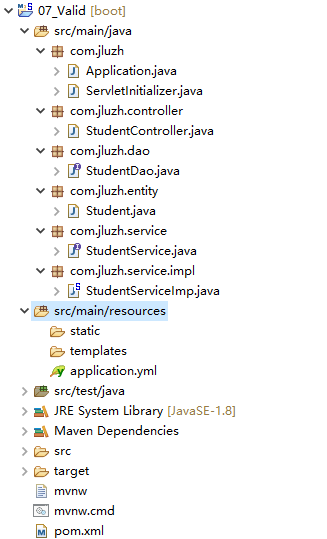 07_Valid [boot]
src/main/java
com.jluzh
Application.java
ServletInitializer.java
com.jluzh.controller
StudentController.java
com.jluzh.dao
StudentDao.java
com.jluzh.entity
Student.java
com.jluzh.service
StudentService.java
com.jluzh.service.impl
StudentServiceImp.java
src/main/resources
static
templates
application.yml
src/test/java
JRE System Library [JavaSE-1.8]
Maven Dependencies
src
target
mvnw
mvnw.cmd
pom.xml